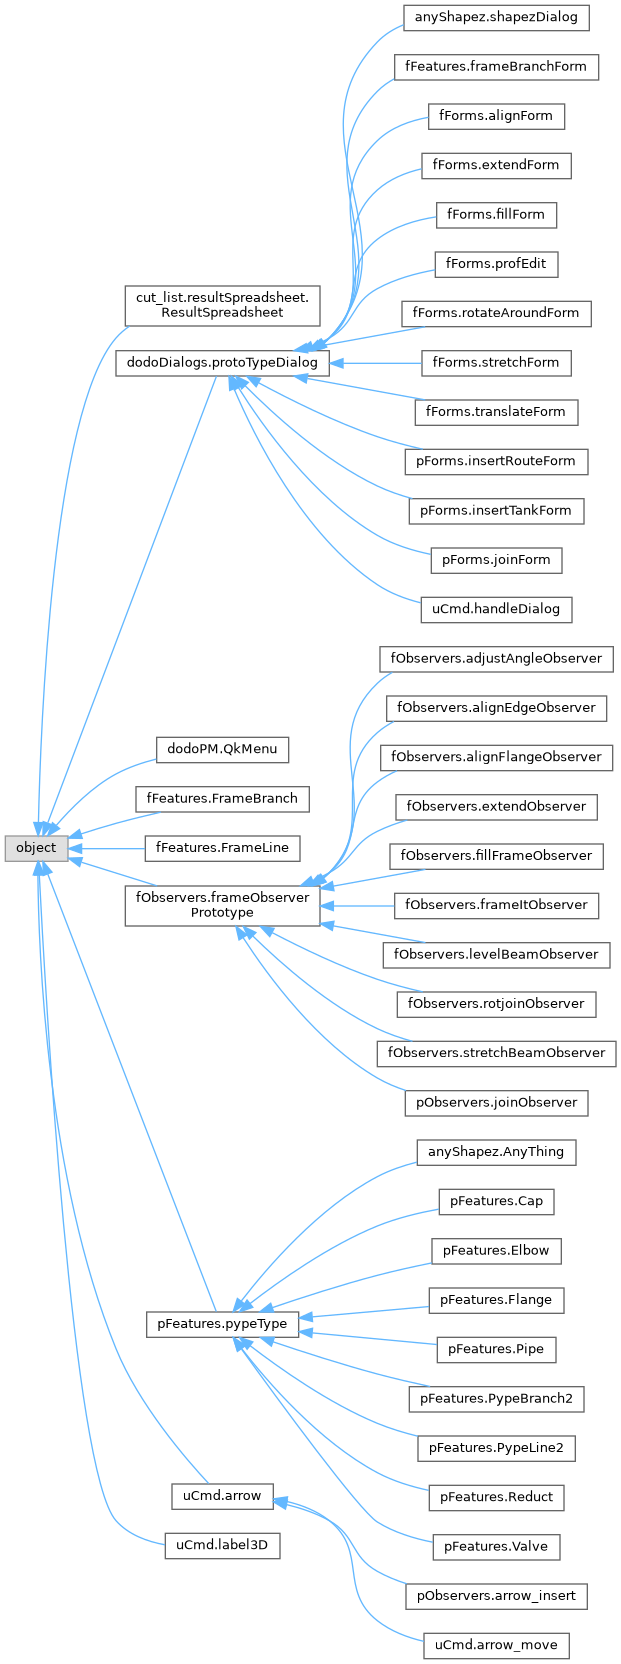 anyShapez.shapezDialog
fFeatures.frameBranchForm
fForms.alignForm
fForms.extendForm
fForms.fillForm
fForms.profEdit
cut_list.resultSpreadsheet.
ResultSpreadsheet
fForms.rotateAroundForm
dodoDialogs.protoTypeDialog
fForms.stretchForm
fForms.translateForm
pForms.insertRouteForm
pForms.insertTankForm
pForms.joinForm
uCmd.handleDialog
fObservers.adjustAngleObserver
fObservers.alignEdgeObserver
dodoPM.QkMenu
fObservers.alignFlangeObserver
fFeatures.FrameBranch
fObservers.extendObserver
object
fFeatures.FrameLine
fObservers.fillFrameObserver
fObservers.frameObserver
Prototype
fObservers.frameItObserver
fObservers.levelBeamObserver
fObservers.rotjoinObserver
fObservers.stretchBeamObserver
pObservers.joinObserver
anyShapez.AnyThing
pFeatures.Cap
pFeatures.Elbow
pFeatures.Flange
pFeatures.pypeType
pFeatures.Pipe
pFeatures.PypeBranch2
pFeatures.PypeLine2
uCmd.arrow
pFeatures.Reduct
uCmd.label3D
pFeatures.Valve
pObservers.arrow_insert
uCmd.arrow_move